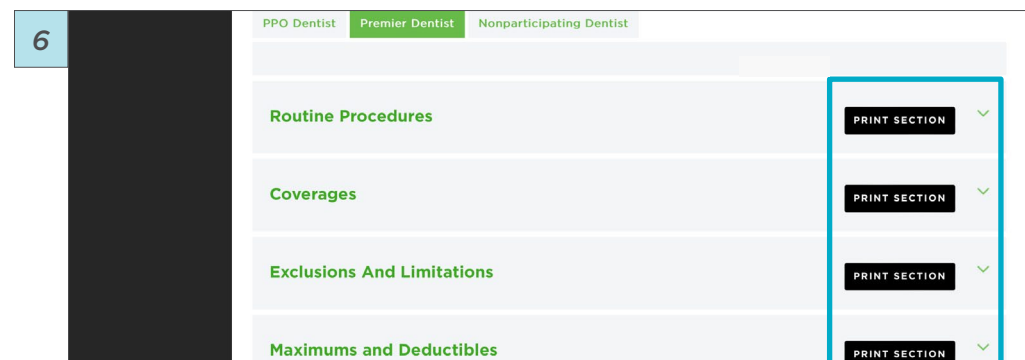 6
PPO Dentist Premier Dentist Nonparticipating Dentist
Routine Procedures PRINT SECTION
Coverages PRINT SECTION
Exclusions And Limitations PRINT SECTION
Maximums and Deductibles PRINT SECTION